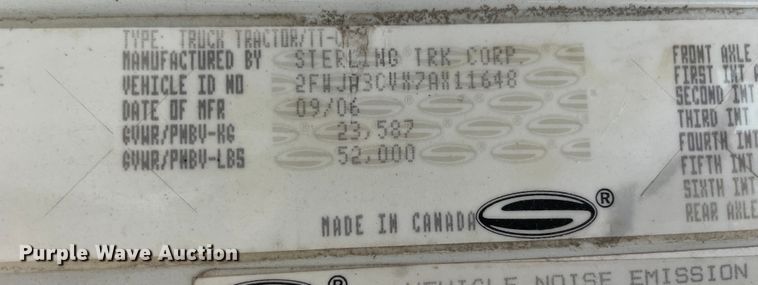 TYPE: TRUCK TRACTOR/TT-
MANUFACTURED BY STERLING TRK CORP.
VEHICLE ID NO 2FWJA3CVX7AX11648
DATE OF MFR 09/06
GVWR/PNBV-KG 23,587
GVWR/PNBV-LBS 52,000
FRONT AXLE
FIRST INT
SECOND INT
THIRD INT
FOURTH INT
FIFTH INT
SIXTH INT
REAR AXLE
MADE IN CANADA ®
Purple Wave Auction
® VEHICLE NOISE EMISSION